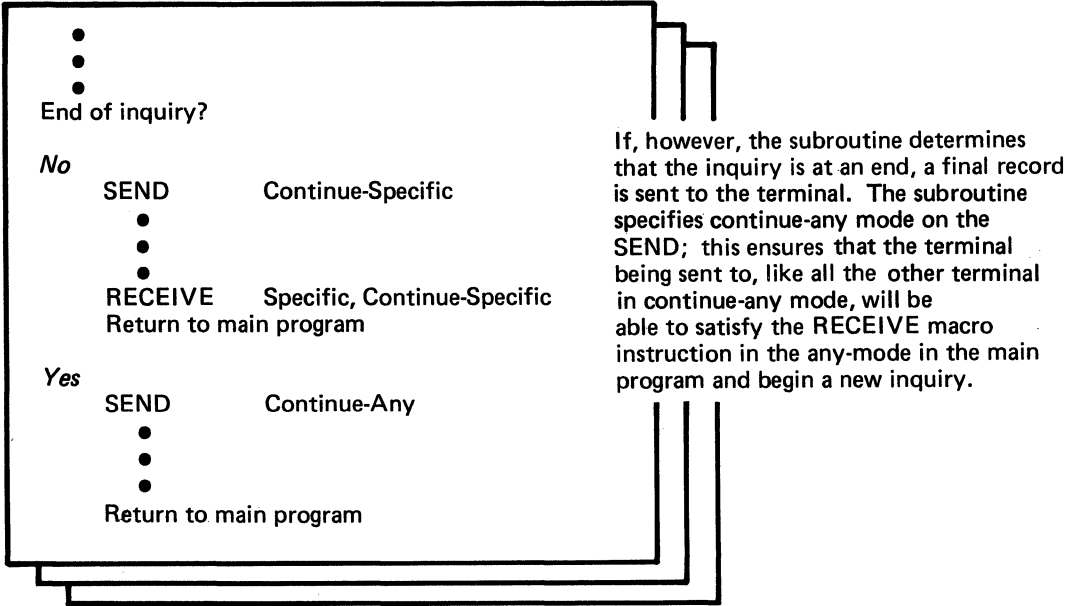 End of inquiry?
No
SEND Continue-Specific
RECEIVE Specific, Continue-Specific
Return to main program
Yes
SEND Continue-Any
Return to main program
If, however, the subroutine determines
that the inquiry is at an end, a final record
is sent to the terminal. The subroutine
specifies continue-any mode on the
SEND; this ensures that the terminal
being sent to, like all the other terminal
in continue-any mode, will be
able to satisfy the RECEIVE macro
instruction in the any-mode in the main
program and begin a new inquiry.